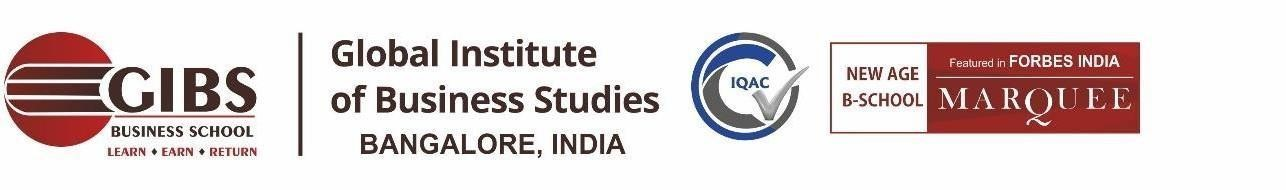 GIBS
BUSINESS SCHOOL
LEARN ♦ EARN ♦ RETURN
Global Institute
of Business Studies
BANGALORE, INDIA
IQAC
NEW AGE
B-SCHOOL
Featured in FORBES INDIA
MARQUEE